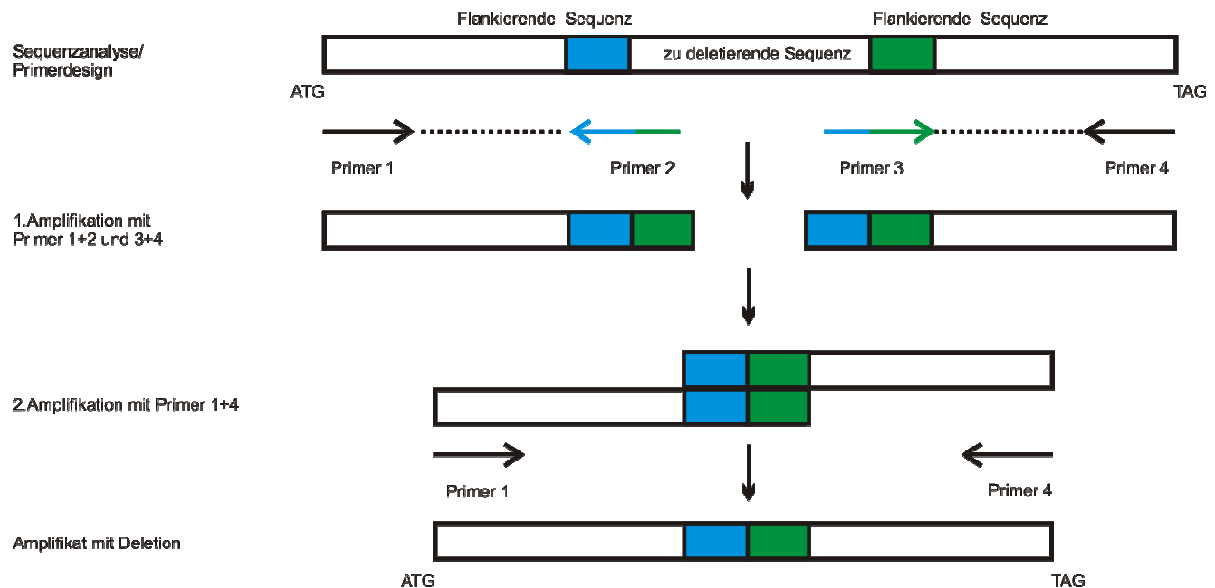 Flankierende Sequenz
Flankierende Sequenz
Sequenzanalyse/
Primerdesign
zu deletierende Sequenz
ATG
TAG
Primer 1
Primer 2
Primer 3
Primer 4
1.Amplifikation mit
Primer 1+2 und 3+4
2.Amplifikation mit Primer 1+4
Primer 1
Primer 4
Amplifikat mit Deletion
ATG
TAG